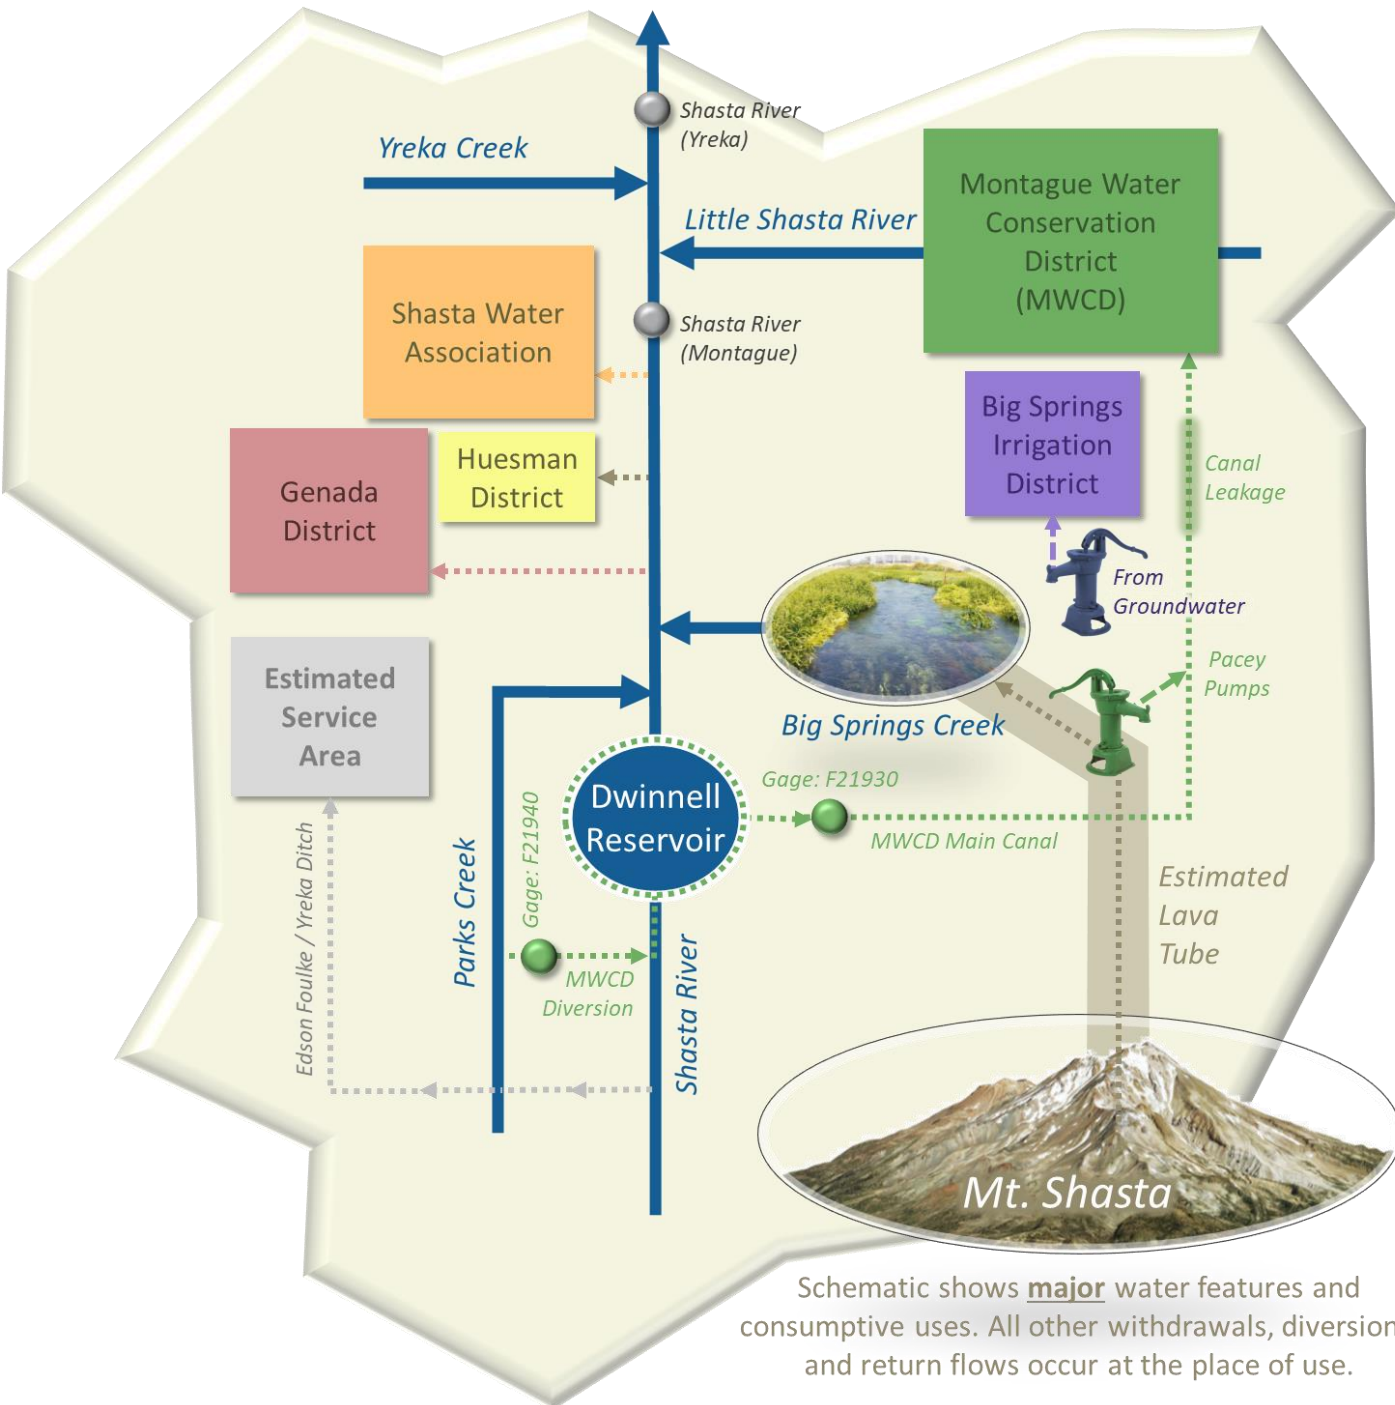 Shasta River
(Yreka)
Yreka Creek
Little Shasta River
Montague Water
Conservation
District
(MWCD)
Shasta Water
Association
Shasta River
(Montague)
Big Springs
Irrigation
District
Huesman
District
Genada
District
Canal
Leakage
From
Groundwater
Estimated
Service
Area
Pacey
Pumps
Big Springs Creek
Dwinnell
Reservoir
Gage: F21930
MWCD Main Canal
Gage: F21940
Parks Creek
Edson Foulke / Yreka Ditch
MWCD
Diversion
Shasta River
Estimated
Lava
Tube
Mt. Shasta
Schematic shows major water features and
consumptive uses. All other withdrawals, diversion
and return flows occur at the place of use.